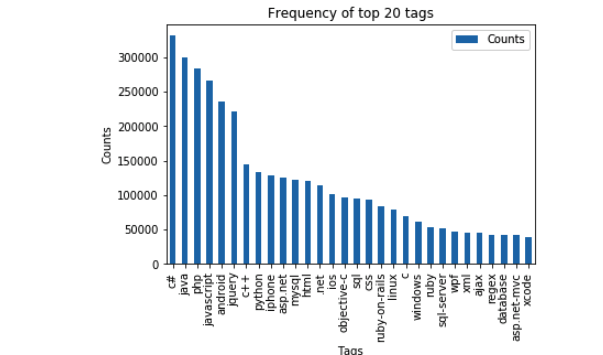 Frequency of top 20 tags
Counts
Counts
300000
250000
200000
150000
100000
50000
0
c#
java
php
javascript
android
jquery
c++
python
iphone
asp.net
mysql
html
.net
ios
objective-c
sql
css
ruby-on-rails
linux
c
windows
ruby
sql-server
wpf
xml
ajax
regex
database
asp.net-mvc
xcode
Tags